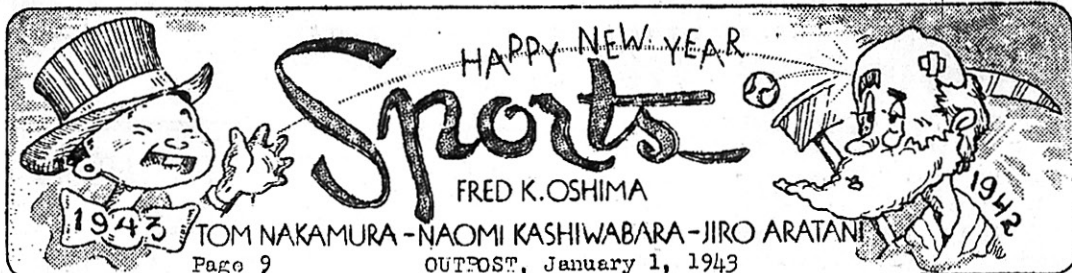 HAPPY NEW YEAR
Sports
FRED K. OSHIMA
1943
1942
TOM NAKAMURA - NAOMI KASHIWABARA - JIRO ARATANI
Page 9 OUTPOST, January 1, 1943